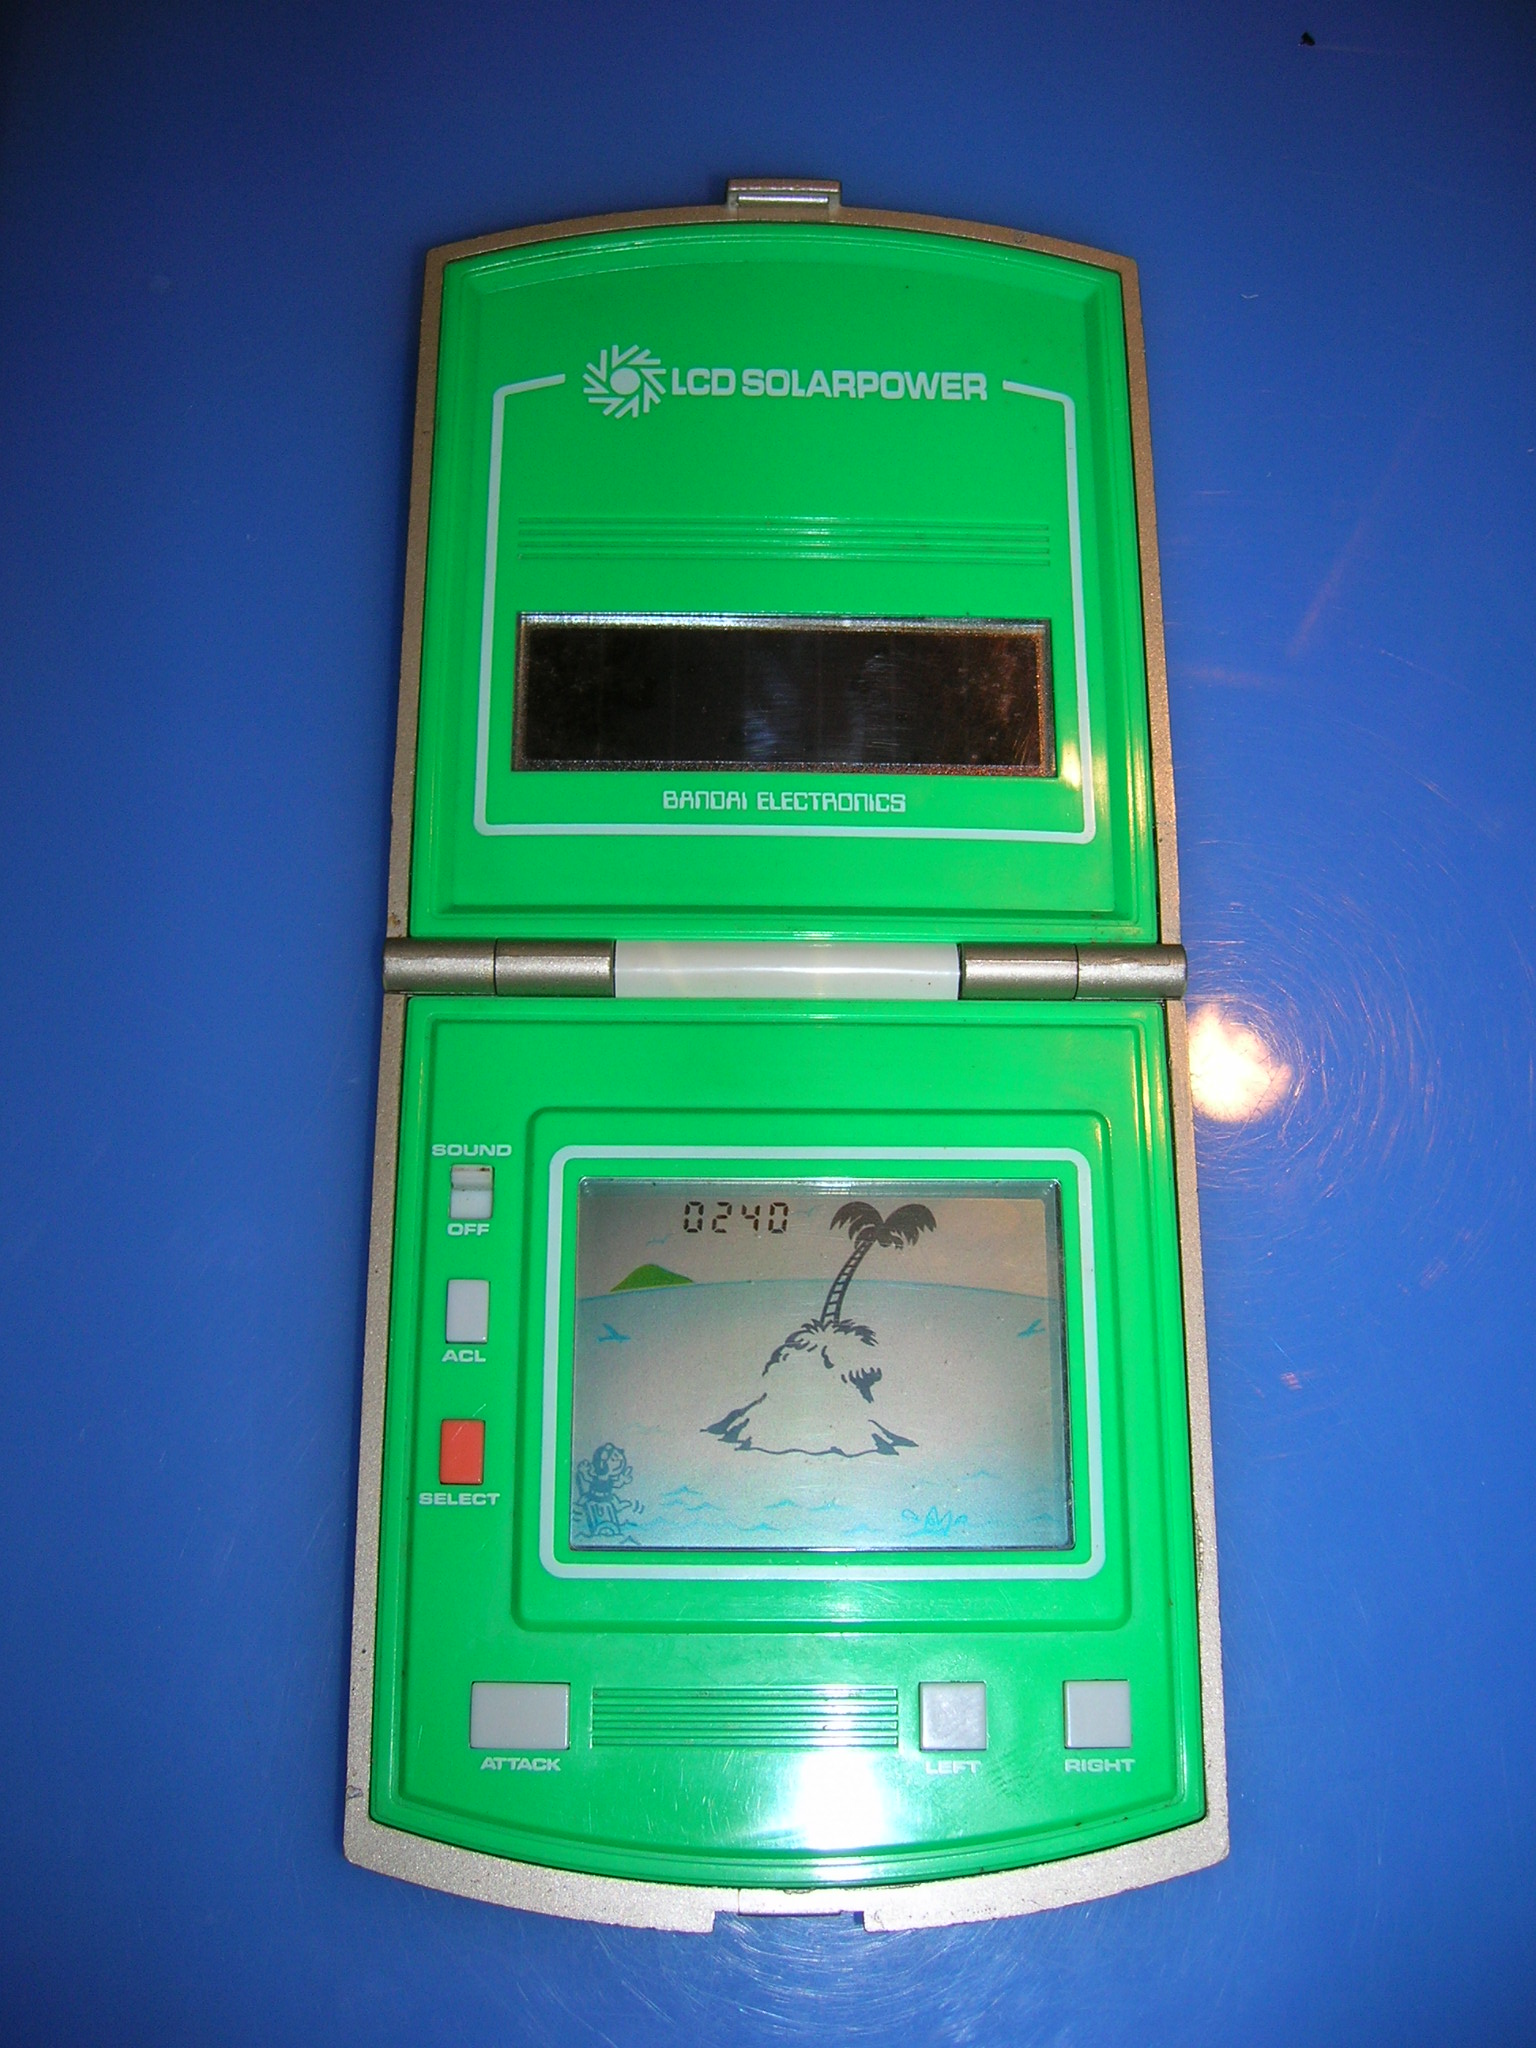 LCD SOLARPOWER
BANDAI ELECTRONICS
SOUND
OFF
0240
ACL
SELECT
ATTACK
LEFT
RIGHT